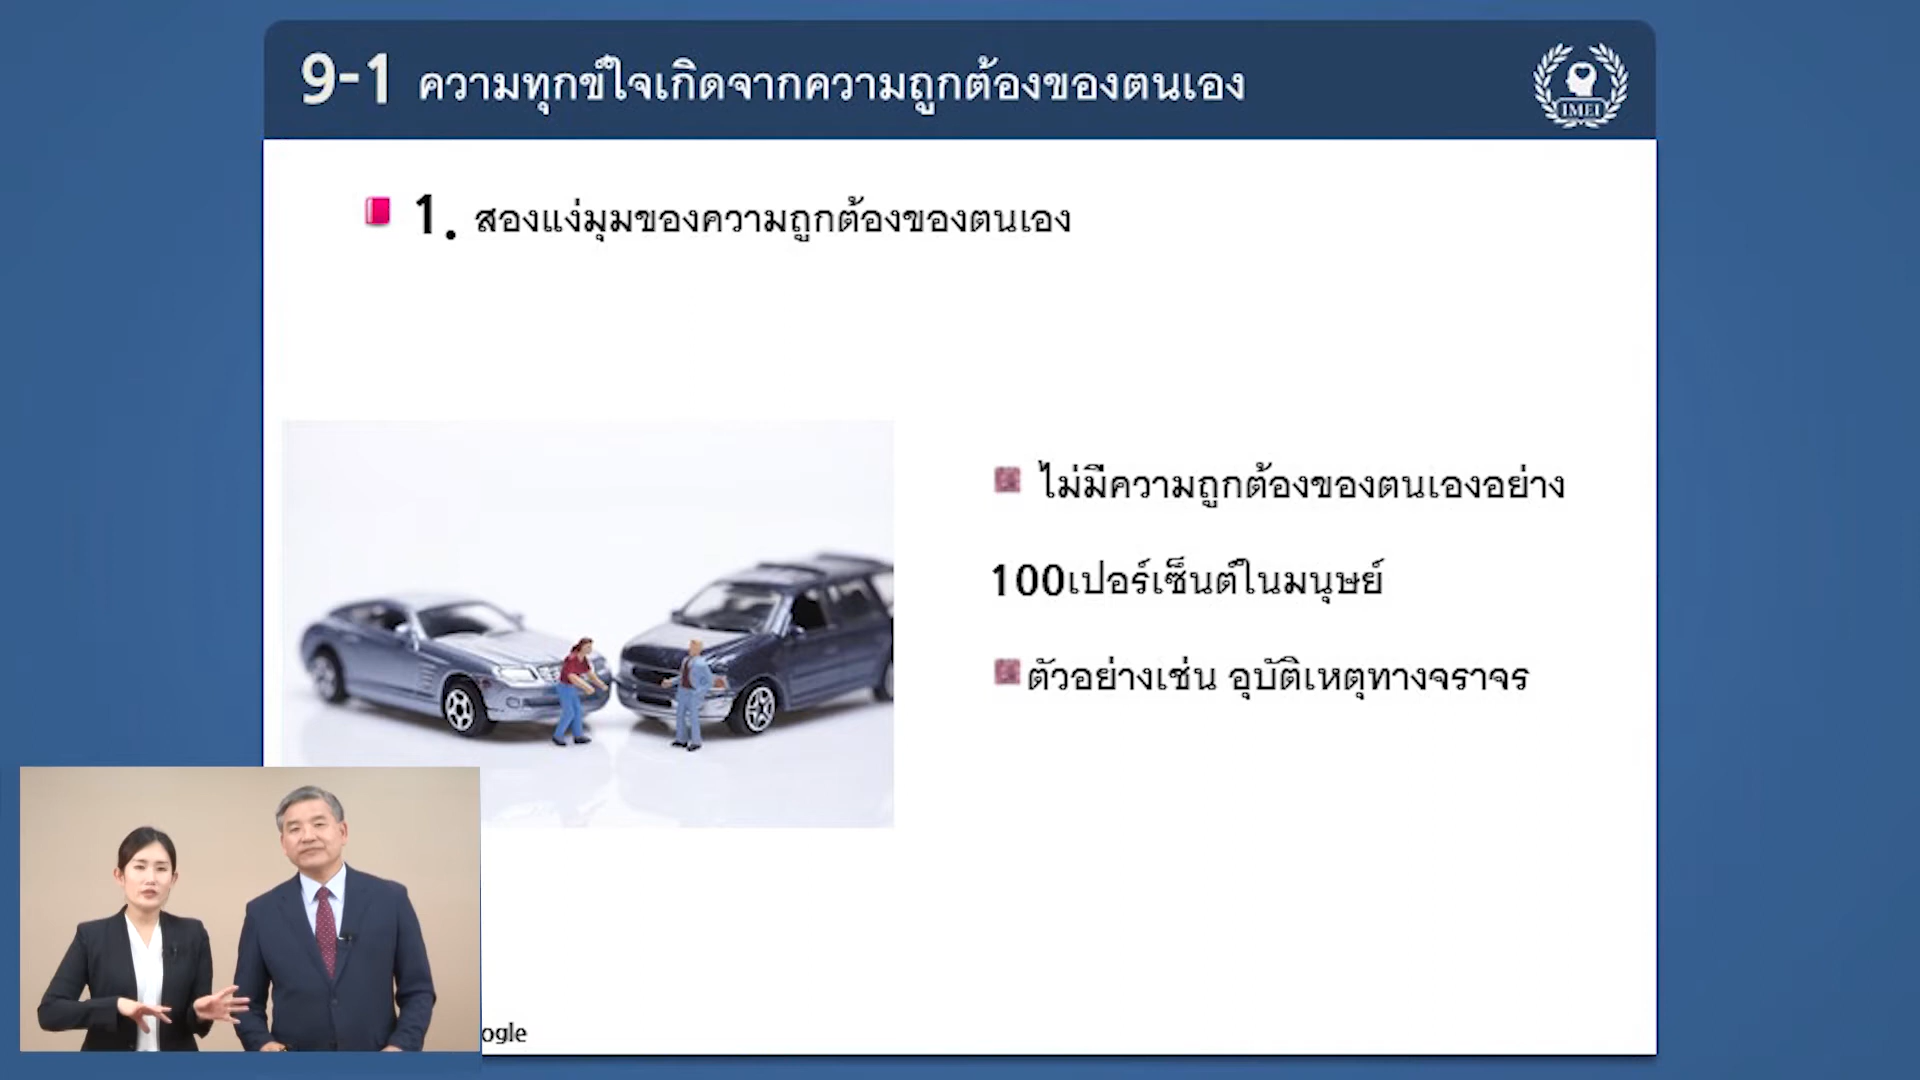 9-1 ความทุกข์ใจเกิดจากความถูกต้องของตนเอง
IMEI
1. สองแง่มุมของความถูกต้องของตนเอง
ไม่มีความถูกต้องของตนเองอย่าง
100เปอร์เซ็นต์ในมนุษย์
ตัวอย่างเช่น อุบัติเหตุทางจราจร
ogle